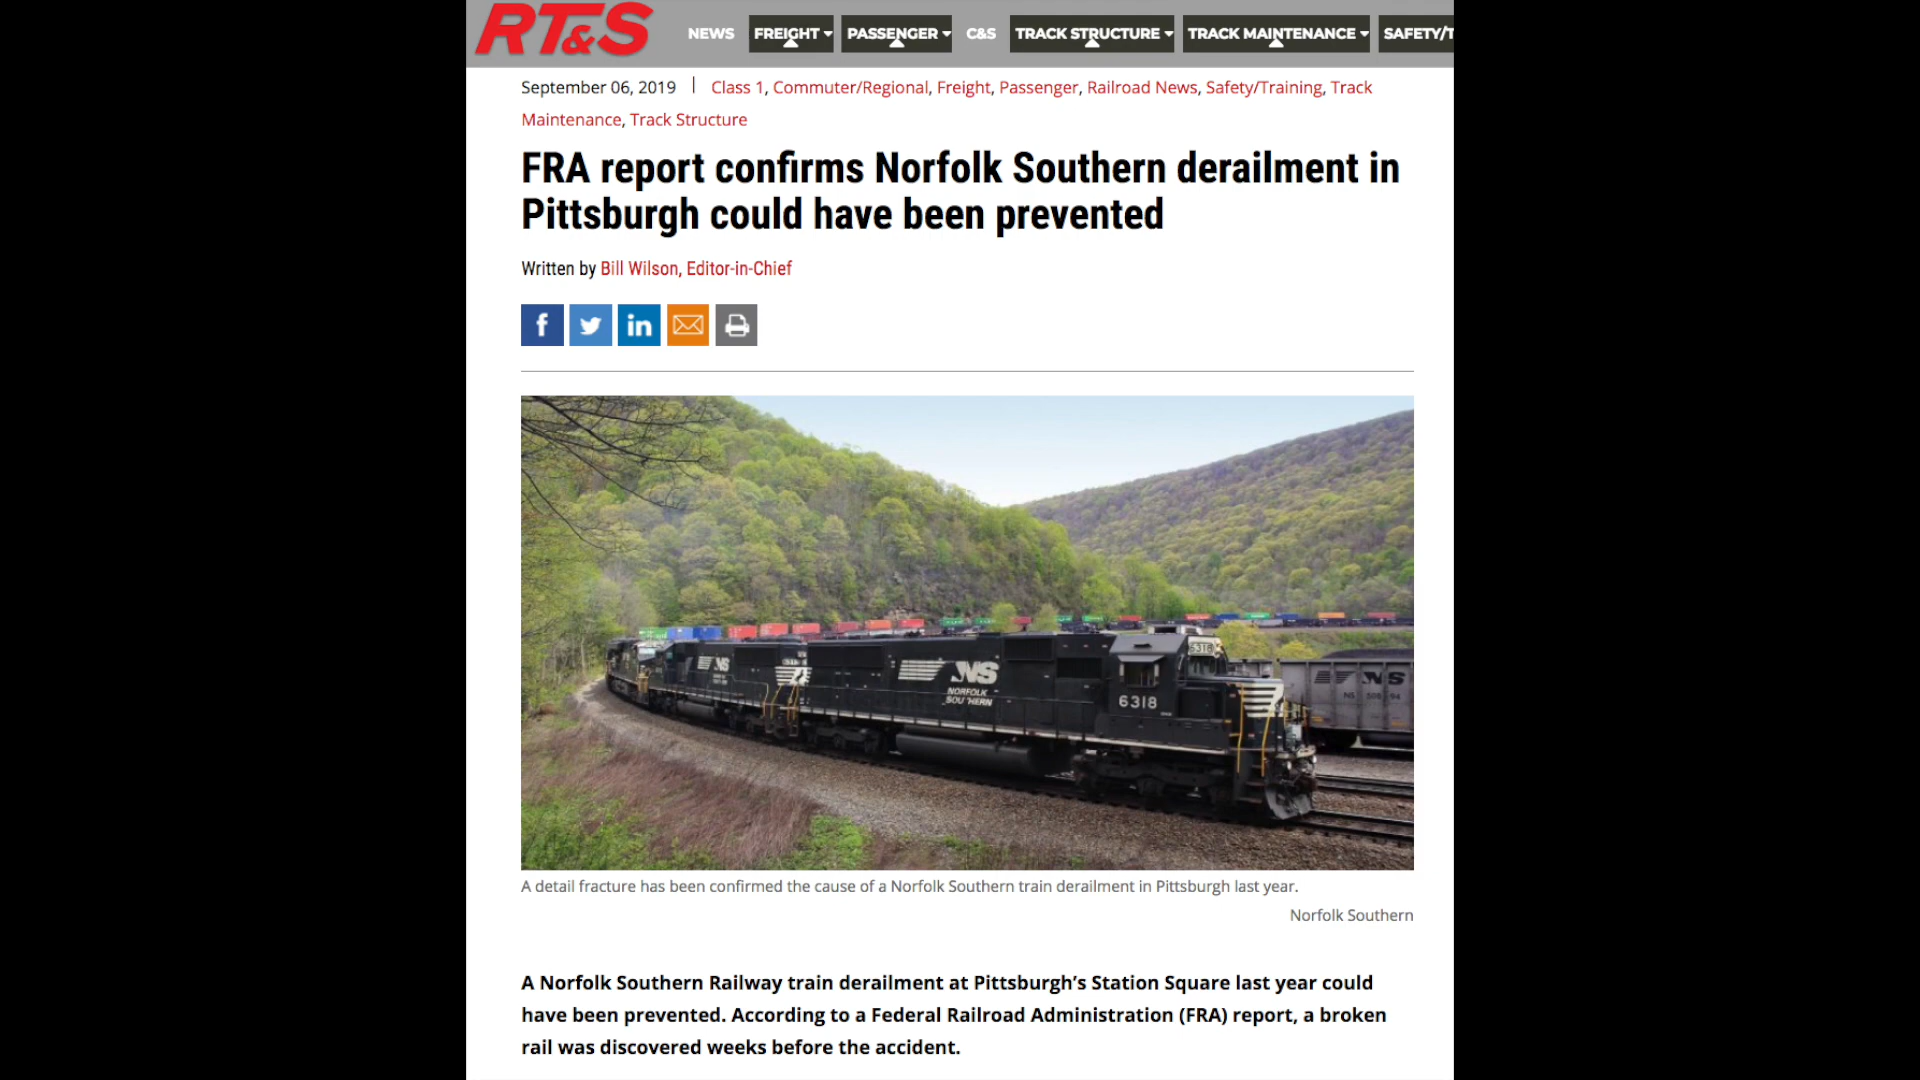 RT&S
NEWS FREIGHT PASSENGER C&S TRACK STRUCTURE TRACK MAINTENANCE SAFETY/T
September 06, 2019 | Class 1, Commuter/Regional, Freight, Passenger, Railroad News, Safety/Training, Track
Maintenance, Track Structure
FRA report confirms Norfolk Southern derailment in
Pittsburgh could have been prevented
Written by Bill Wilson, Editor-in-Chief
f in
NS
NORFOLK
SOUTHERN
6318
6318
NS
NS
A detail fracture has been confirmed the cause of a Norfolk Southern train derailment in Pittsburgh last year.
Norfolk Southern
A Norfolk Southern Railway train derailment at Pittsburgh’s Station Square last year could
have been prevented. According to a Federal Railroad Administration (FRA) report, a broken
rail was discovered weeks before the accident.